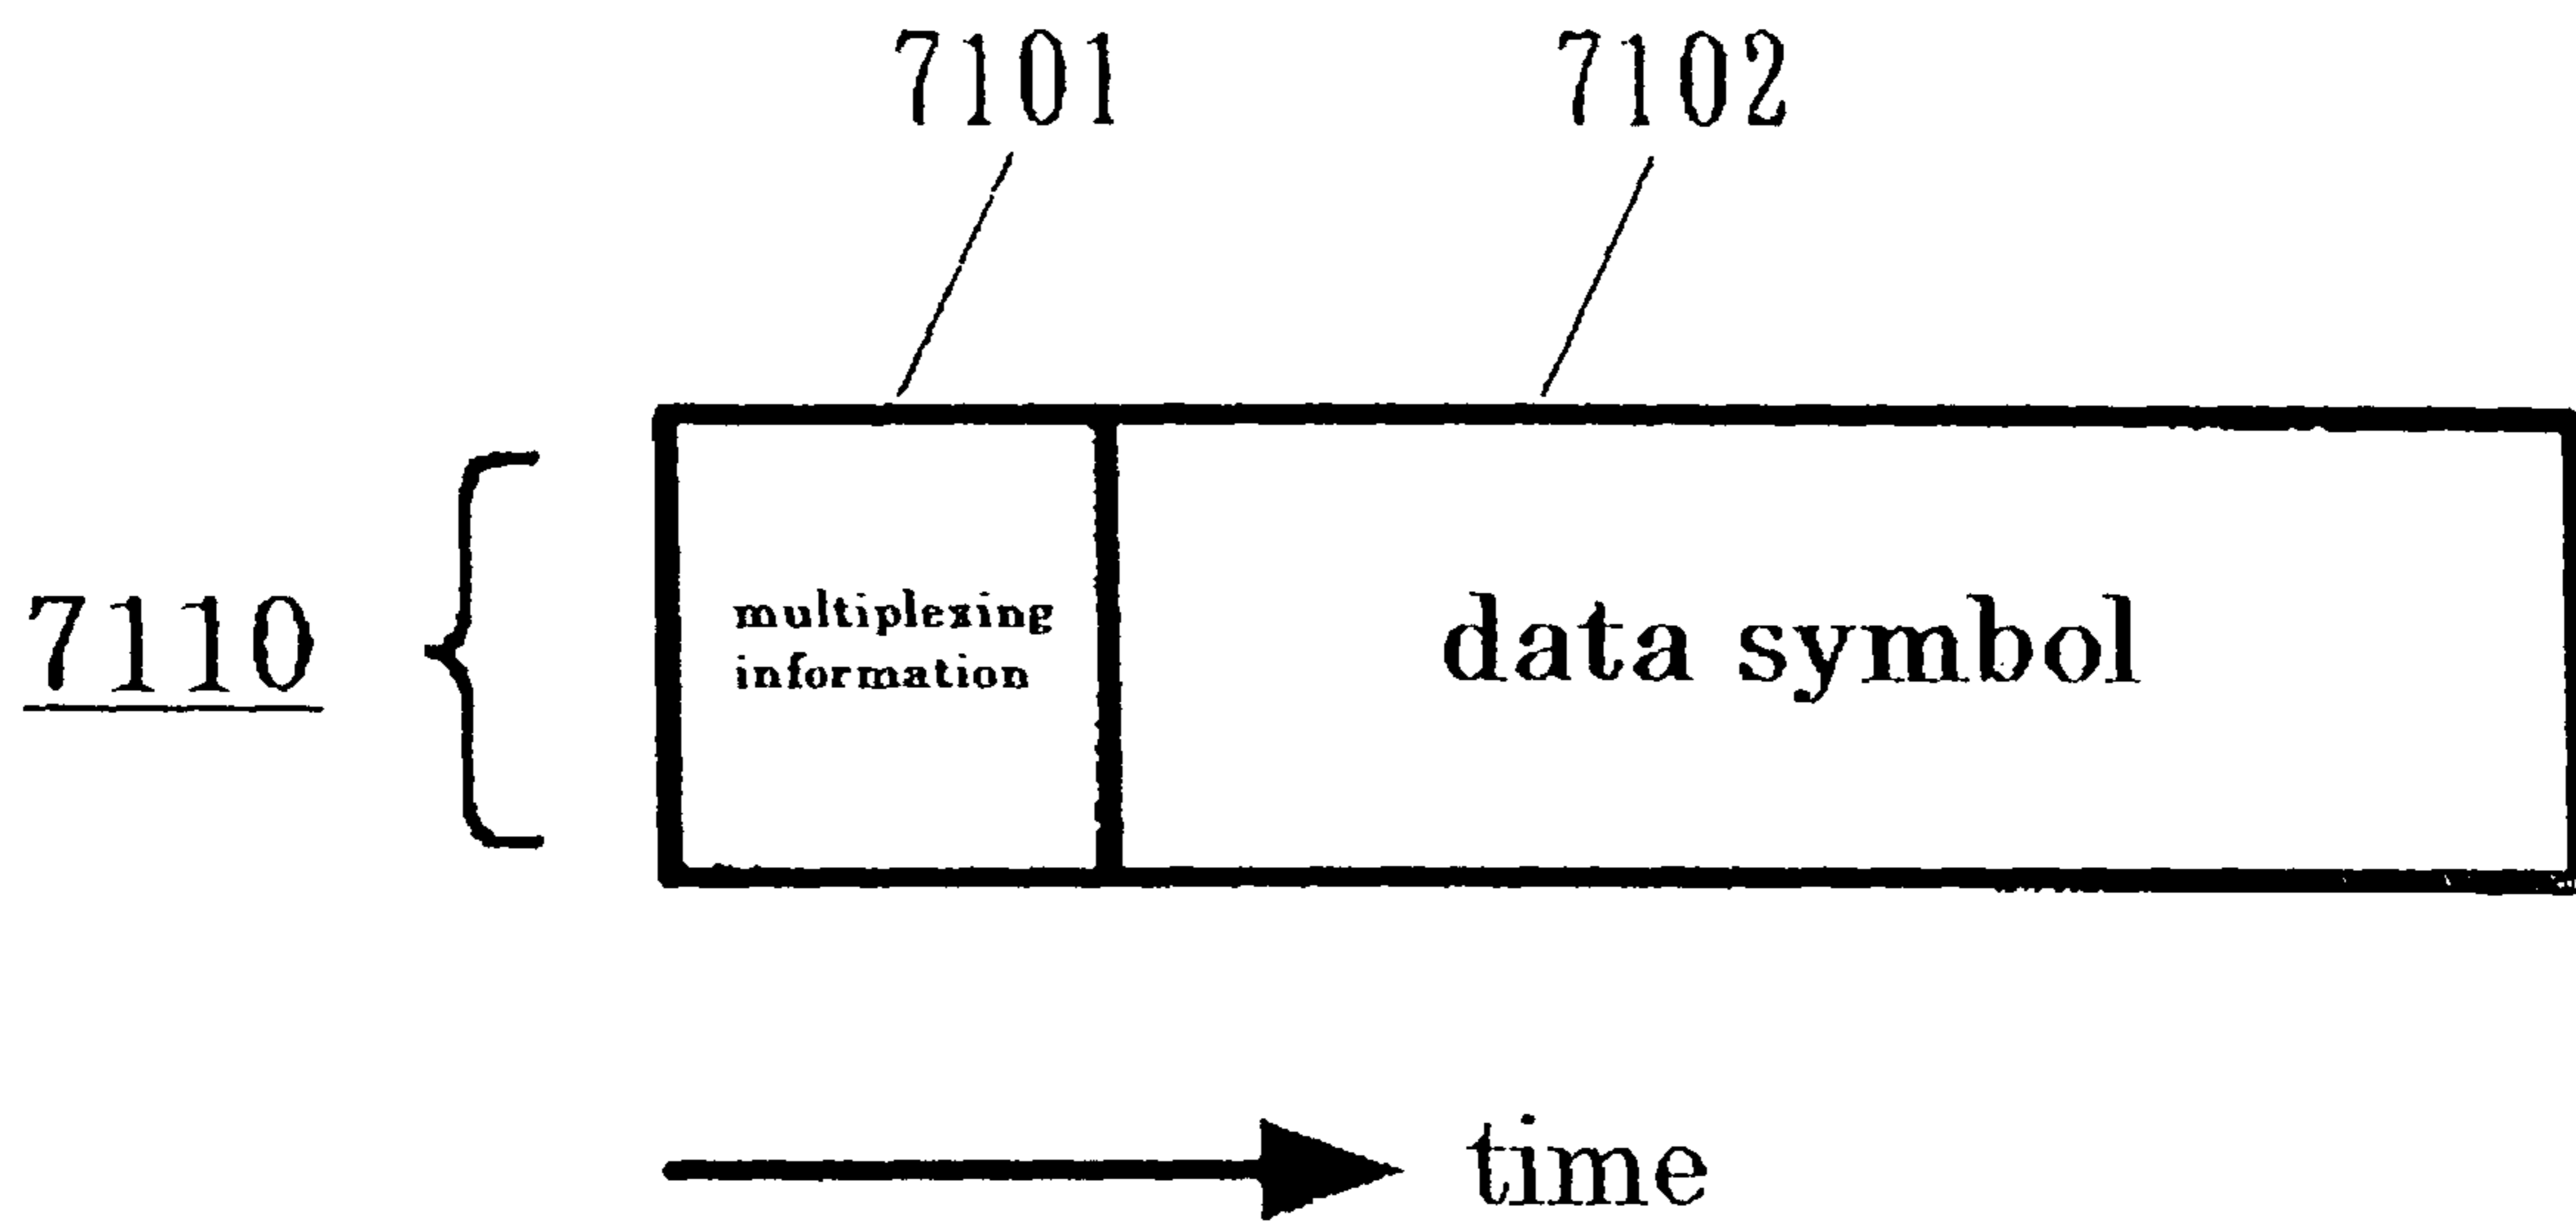 7101
7102
7110
multiplexing
information
data symbol
time